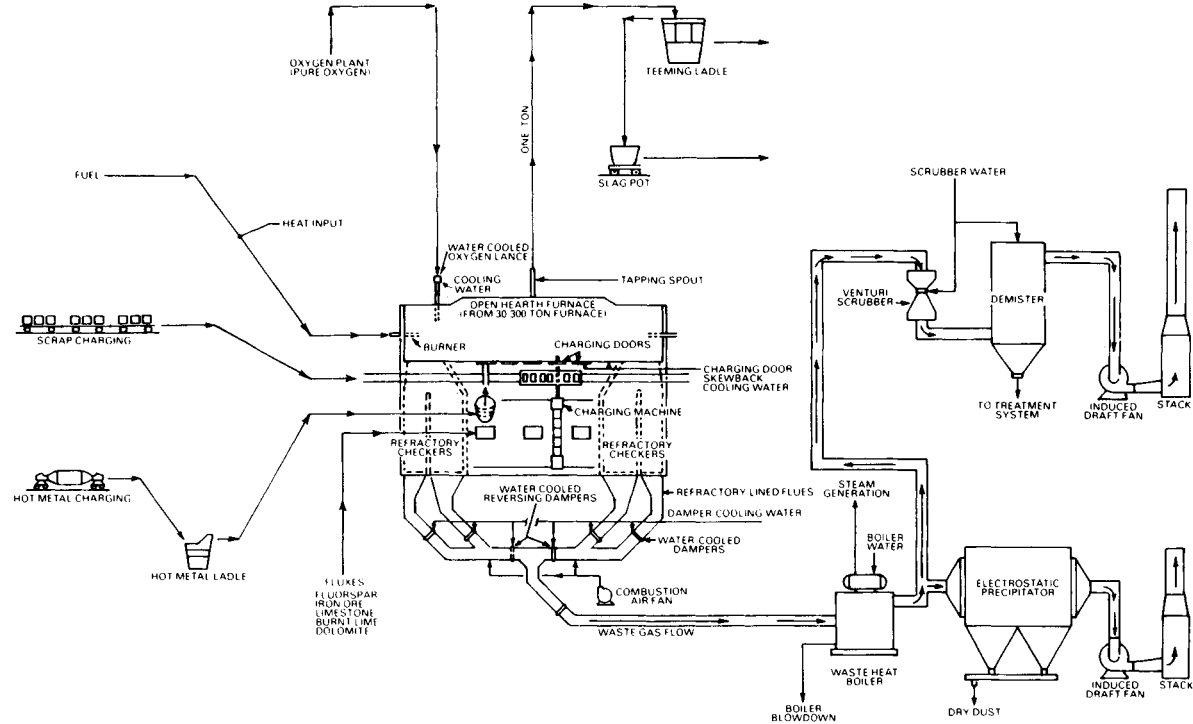 OXYGEN PLANT
(PURE OXYGEN)
ONE TON
TEEMING LADLE
SLAG POT
FUEL
HEAT INPUT
WATER COOLED
OXYGEN LANCE
COOLING
WATER
TAPPING SPOUT
OPEN HEARTH FURNACE
(FROM 30 300 TON FURNACE)
SCRAP CHARGING
BURNER
CHARGING DOORS
CHARGING DOOR
SKEWBACK
COOLING WATER
CHARGING MACHINE
REFRACTORY
CHECKERS
REFRACTORY
CHECKERS
HOT METAL CHARGING
HOT METAL LADLE
WATER COOLED
REVERSING DAMPERS
REFRACTORY LINED FLUES
DAMPER COOLING WATER
WATER COOLED
DAMPERS
FLUXES
FLUORSPAR
IRON ORE
LIMESTONE
BURNT LIME
DOLOMITE
COMBUSTION
AIR FAN
WASTE GAS FLOW
SCRUBBER WATER
VENTURI
SCRUBBER
DEMISTER
TO TREATMENT
SYSTEM
INDUCED
DRAFT FAN
STACK
STEAM
GENERATION
BOILER
WATER
ELECTROSTATIC
PRECIPITATOR
WASTE HEAT
BOILER
BOILER
BLOWDOWN
DRY DUST
INDUCED
DRAFT FAN
STACK